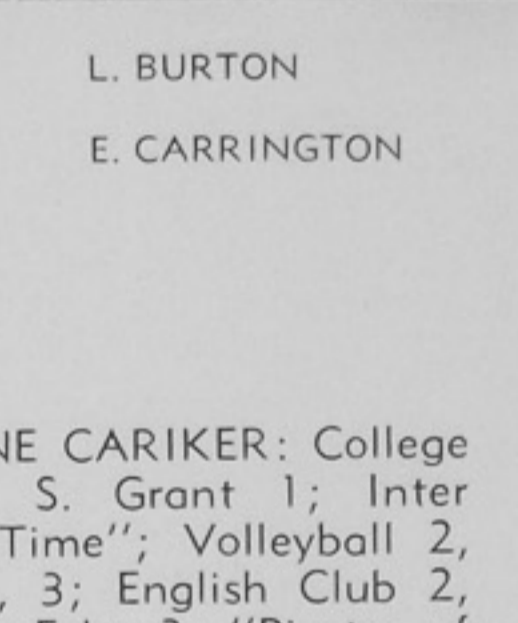 L. BURTON
E. CARRINGTON
NE CARIKER: College
S. Grant 1; Inter
Time"; Volleyball 2,
, 3; English Club 2,